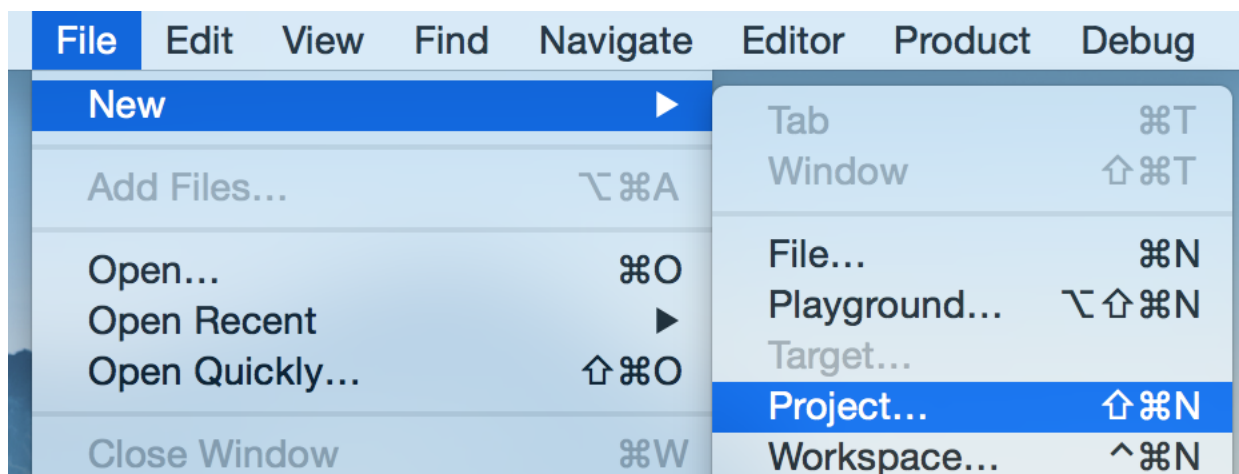 File Edit View Find Navigate Editor Product Debug
New ▶
Add Files... ⌥⌘A
Open... ⌘O
Open Recent ▶
Open Quickly... ⇧⌘O
Close Window ⌘W
Tab ⌘T
Window ⇧⌘T
File... ⌘N
Playground... ⌥⇧⌘N
Target...
Project... ⇧⌘N
Workspace... ^⌘N